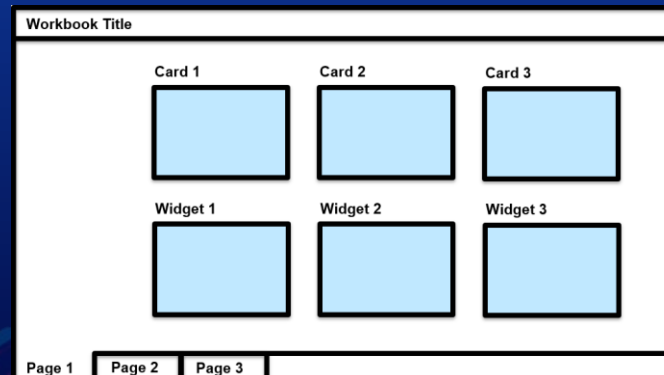 Workbook Title
Card 1 Card 2 Card 3
Widget 1 Widget 2 Widget 3
Page 1 Page 2 Page 3